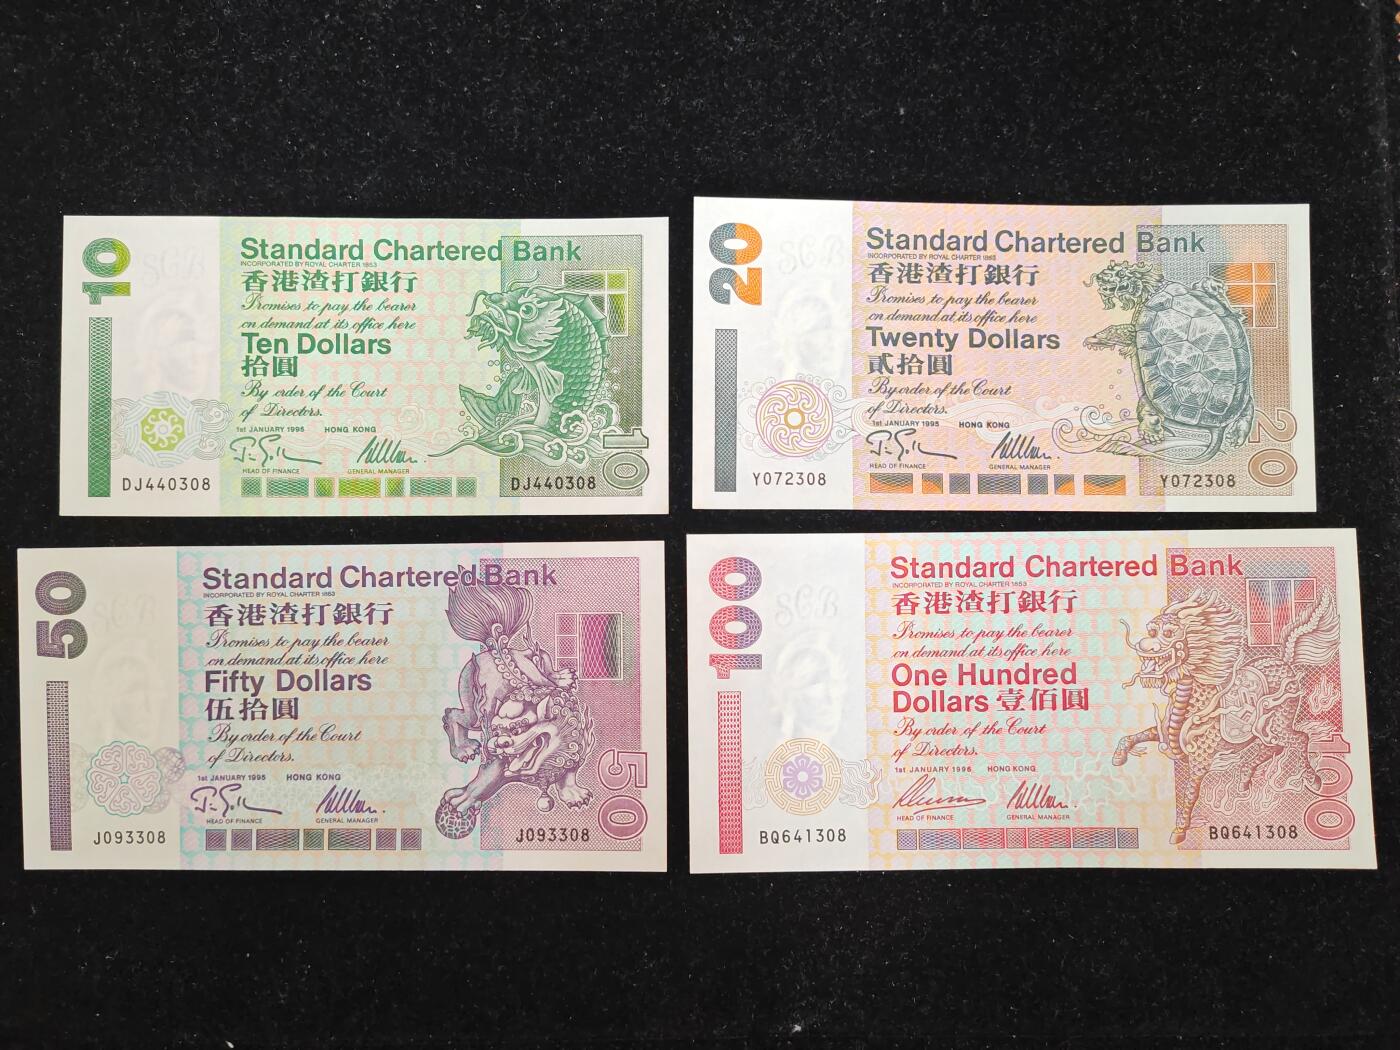 10
Standard Chartered Bank
INCORPORATED BY ROYAL CHARTER 1853
香港渣打銀行
Promises to pay the bearer
on demand at its office here
Ten Dollars
拾圓
By order of the Court
of Directors.
1st JANUARY 1995 HONG KONG
HEAD OF FINANCE GENERAL MANAGER
DJ440308 DJ440308
10
20
Standard Chartered Bank
INCORPORATED BY ROYAL CHARTER 1853
香港渣打銀行
Promises to pay the bearer
on demand at its office here
Twenty Dollars
貳拾圓
By order of the Court
of Directors.
1st JANUARY 1995 HONG KONG
HEAD OF FINANCE GENERAL MANAGER
Y072308 Y072308
20
50
Standard Chartered Bank
INCORPORATED BY ROYAL CHARTER 1853
香港渣打銀行
Promises to pay the bearer
on demand at its office here
Fifty Dollars
伍拾圓
By order of the Court
of Directors.
1st JANUARY 1995 HONG KONG
HEAD OF FINANCE GENERAL MANAGER
J093308 J093308
50
100
Standard Chartered Bank
INCORPORATED BY ROYAL CHARTER 1853
香港渣打銀行
Promises to pay the bearer
on demand at its office here
One Hundred
Dollars 壹佰圓
By order of the Court
of Directors.
1st JANUARY 1996 HONG KONG
HEAD OF FINANCE GENERAL MANAGER
BQ641308 BQ641308
100